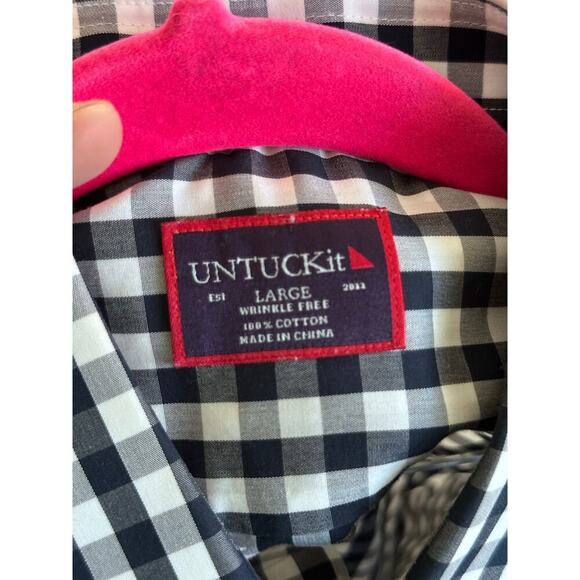 UNTUCKit
EST LARGE 2011
WRINKLE FREE
100% COTTON
MADE IN CHINA